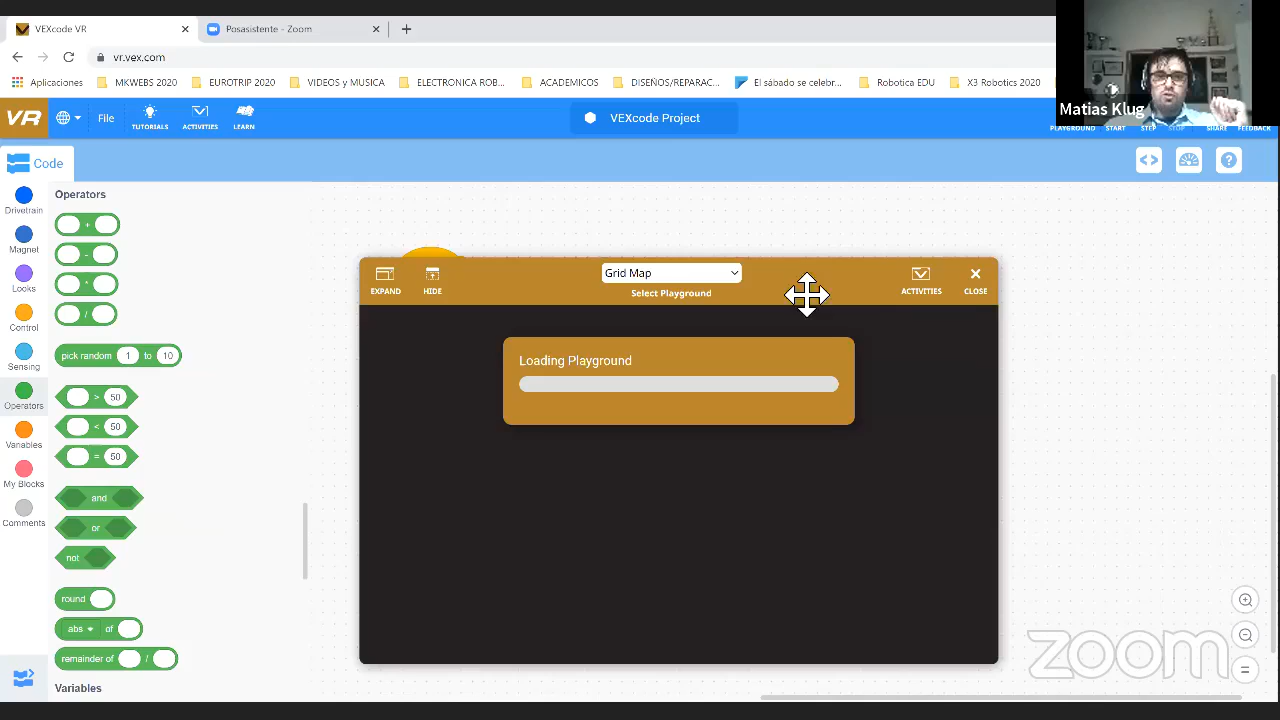 VEXcode VR
Posasistente - Zoom
vr.vex.com
Aplicaciones
MKWEBS 2020
EUROTRIP 2020
VIDEOS y MUSICA
ELECTRONICA/OB...
ACADEMICOS
DISEÑOS/REPARAC...
El sábado se celebr...
Robotica EDU
X3 Robotics 2020
Matias Klug
VR
File
TUTORIALS
ACTIVITIES
LEARN
VEXcode Project
PLAYGROUND
START
STEP
STOP
SHARE
FEEDBACK
Code
Drivetrain
Magnet
Looks
Control
Sensing
Operators
Variables
My Blocks
Comments
Operators
+
-
*
/
pick random 1 to 10
> 50
< 50
= 50
and
or
not
round
abs of
remainder of /
Variables
EXPAND
HIDE
Grid Map
Select Playground
ACTIVITIES
CLOSE
Loading Playground
zoom